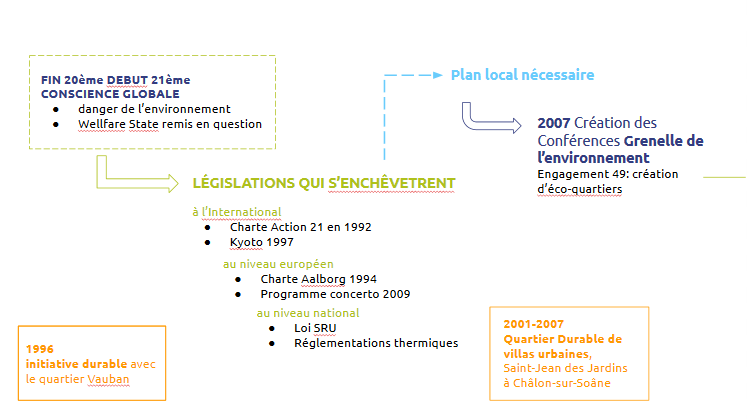 FIN 20ème DEBUT 21ème
CONSCIENCE GLOBALE
● danger de l'environnement
● Wellfare State remis en question
Plan local nécessaire
2007 Création des
Conférences Grenelle de
l'environnement
Engagement 49: création
d'éco-quartiers
LÉGISLATIONS QUI S'ENCHÊVETRENT
à l'International
● Charte Action 21 en 1992
● Kyoto 1997
au niveau européen
● Charte Aalborg 1994
● Programme concerto 2009
au niveau national
● Loi SRU
● Réglementations thermiques
1996
initiative durable avec
le quartier Vauban
2001-2007
Quartier Durable de
villas urbaines,
Saint-Jean des Jardins
à Châlon-sur-Soâne